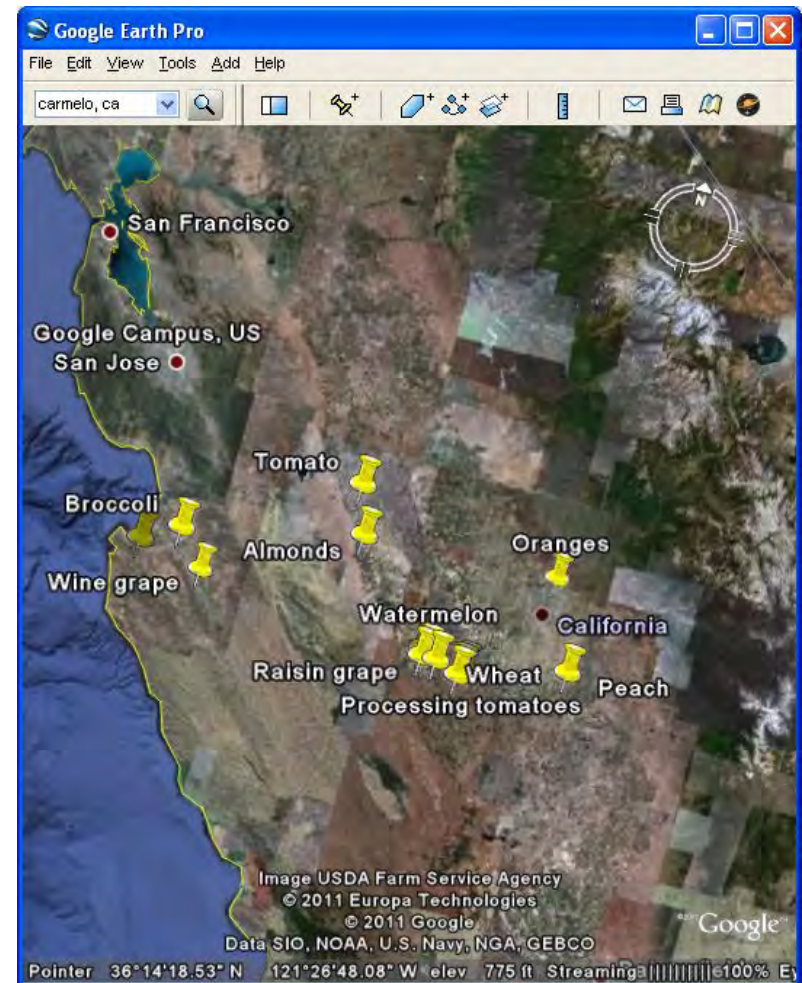 Google Earth Pro
File Edit View Tools Add Help
carmelo, ca
N
San Francisco
Google Campus, US
San Jose
Tomato
Broccoli
Almonds
Oranges
Wine grape
Watermelon
California
Raisin grape
Wheat
Peach
Processing tomatoes
Image USDA Farm Service Agency
© 2011 Europa Technologies
© 2011 Google
Data SIO, NOAA, U.S. Navy, NGA, GEBCO
Google
Pointer 36°14'18.53" N 121°26'48.08" W elev 775 ft Streaming |||||||||| 100% Ey